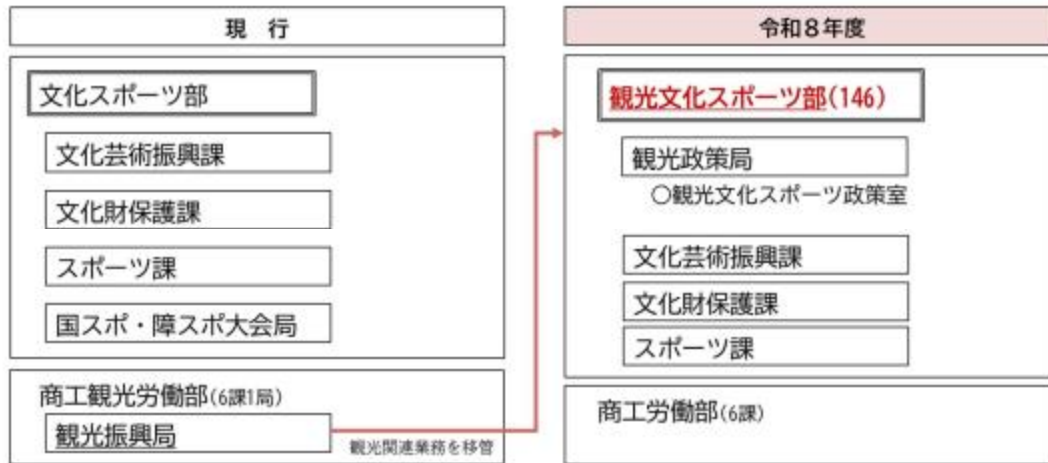 現 行
文化スポーツ部
文化芸術振興課
文化財保護課
スポーツ課
国スポ・障スポ大会局
商工観光労働部(6課1局)
観光振興局
観光関連業務を移管
令和８年度
観光文化スポーツ部(146)
観光政策局
○観光文化スポーツ政策室
文化芸術振興課
文化財保護課
スポーツ課
商工労働部(6課)